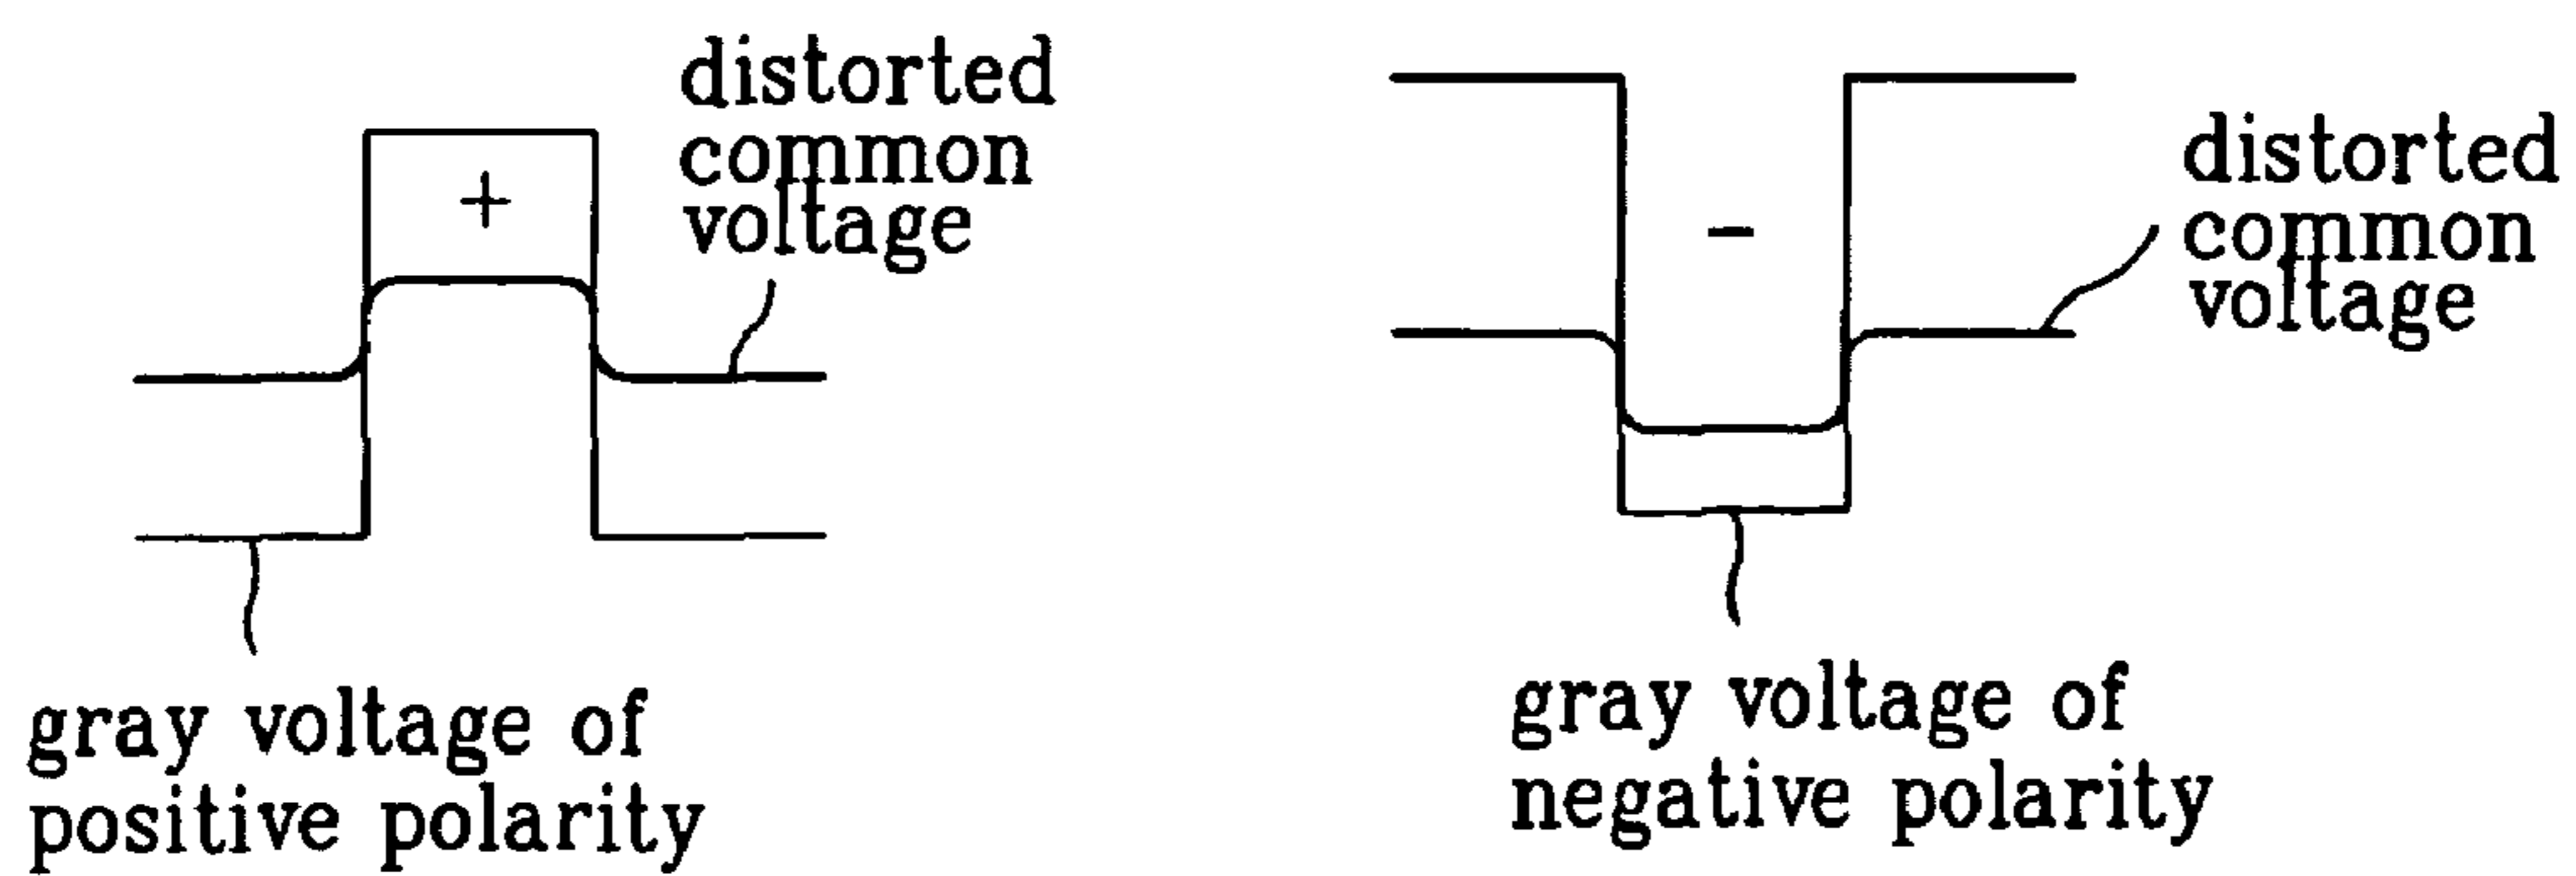 distorted
common
voltage
+
gray voltage of
positive polarity
distorted
common
voltage
-
gray voltage of
negative polarity